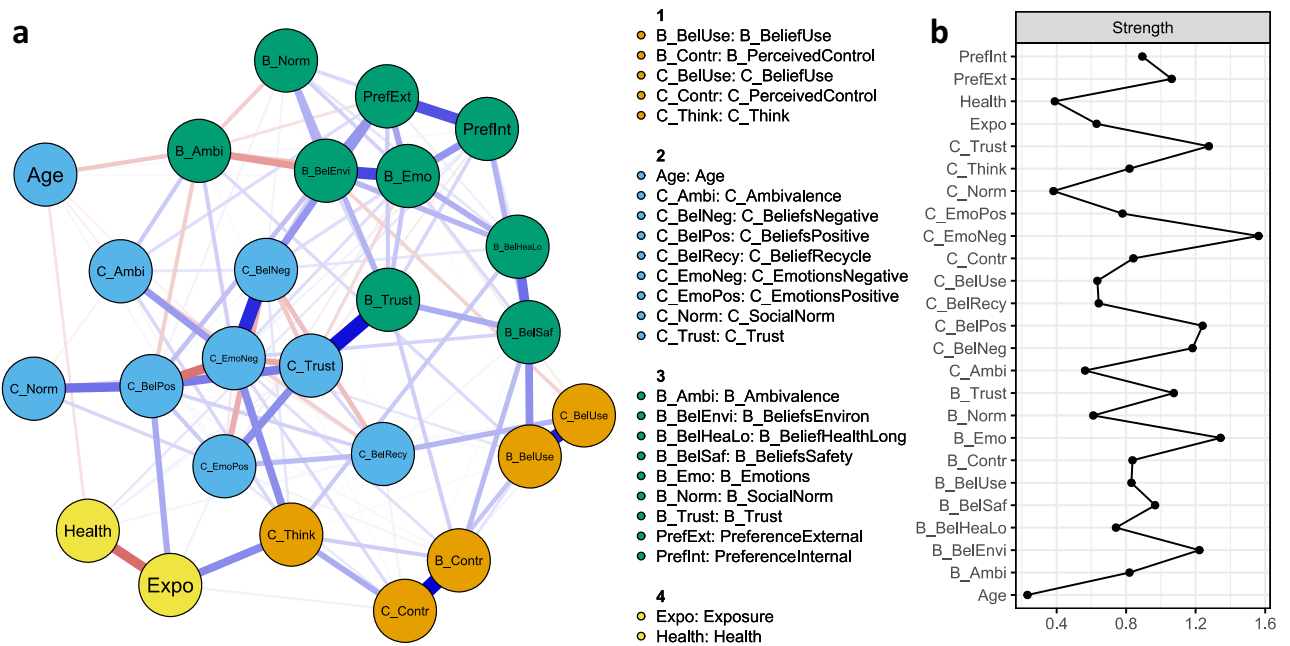 a
B_Norm
PrefExt
PrefInt
B_Ambi
Age
B_BelEnvi
B_Emo
B_BelHeaLo
C_Ambi
C_BelNeg
B_Trust
B_BelSaf
C_EmoNeg
C_Trust
C_Norm
C_BelPos
C_BelUse
B_BelUse
C_EmoPos
C_BelRecy
Health
C_Think
B_Contr
Expo
C_Contr
1
B_BelUse: B_BeliefUse
B_Contr: B_PerceivedControl
C_BelUse: C_BeliefUse
C_Contr: C_PerceivedControl
C_Think: C_Think
2
Age: Age
C_Ambi: C_Ambivalence
C_BelNeg: C_BeliefsNegative
C_BelPos: C_BeliefsPositive
C_BelRecy: C_BeliefRecycle
C_EmoNeg: C_EmotionsNegative
C_EmoPos: C_EmotionsPositive
C_Norm: C_SocialNorm
C_Trust: C_Trust
3
B_Ambi: B_Ambivalence
B_BelEnvi: B_BeliefsEnviron
B_BelHeaLo: B_BeliefHealthLong
B_BelSaf: B_BeliefsSafety
B_Emo: B_Emotions
B_Norm: B_SocialNorm
B_Trust: B_Trust
PrefExt: PreferenceExternal
PrefInt: PreferenceInternal
4
Expo: Exposure
Health: Health
b
Strength
PrefInt
PrefExt
Health
Expo
C_Trust
C_Think
C_Norm
C_EmoPos
C_EmoNeg
C_Contr
C_BelUse
C_BelRecy
C_BelPos
C_BelNeg
C_Ambi
B_Trust
B_Norm
B_Emo
B_Contr
B_BelUse
B_BelSaf
B_BelHeaLo
B_BelEnvi
B_Ambi
Age
0.4 0.8 1.2 1.6